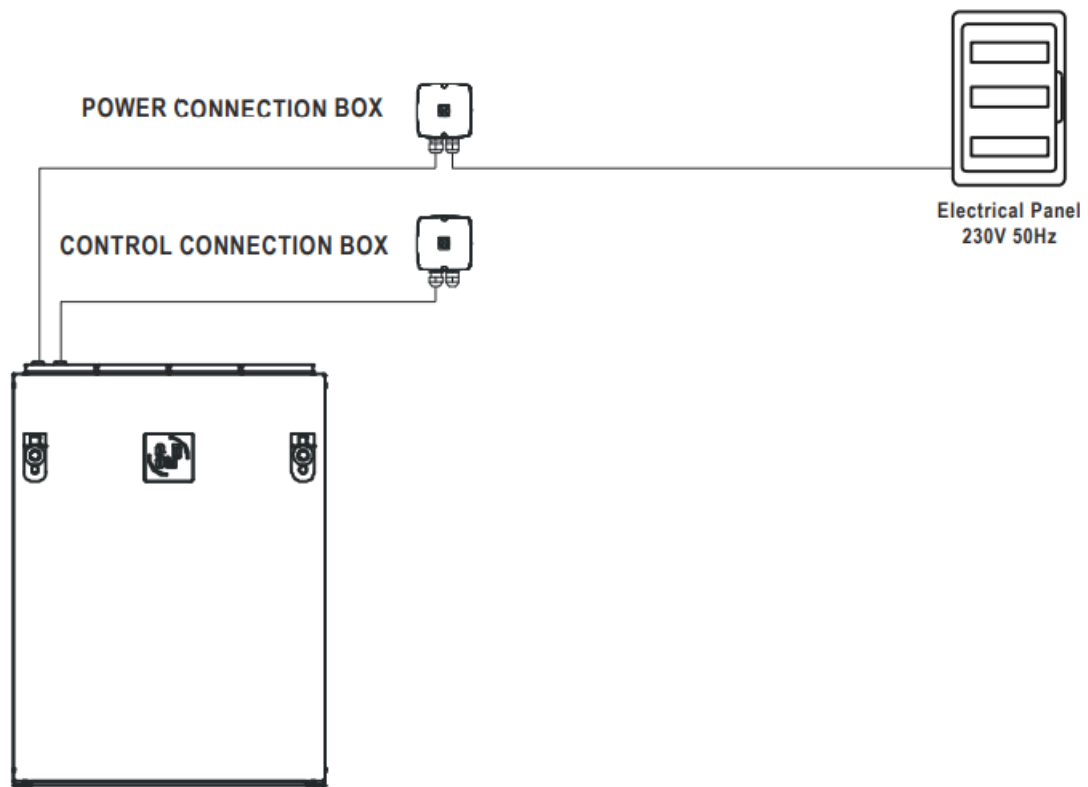 POWER CONNECTION BOX
CONTROL CONNECTION BOX
Electrical Panel
230V 50Hz
S&P